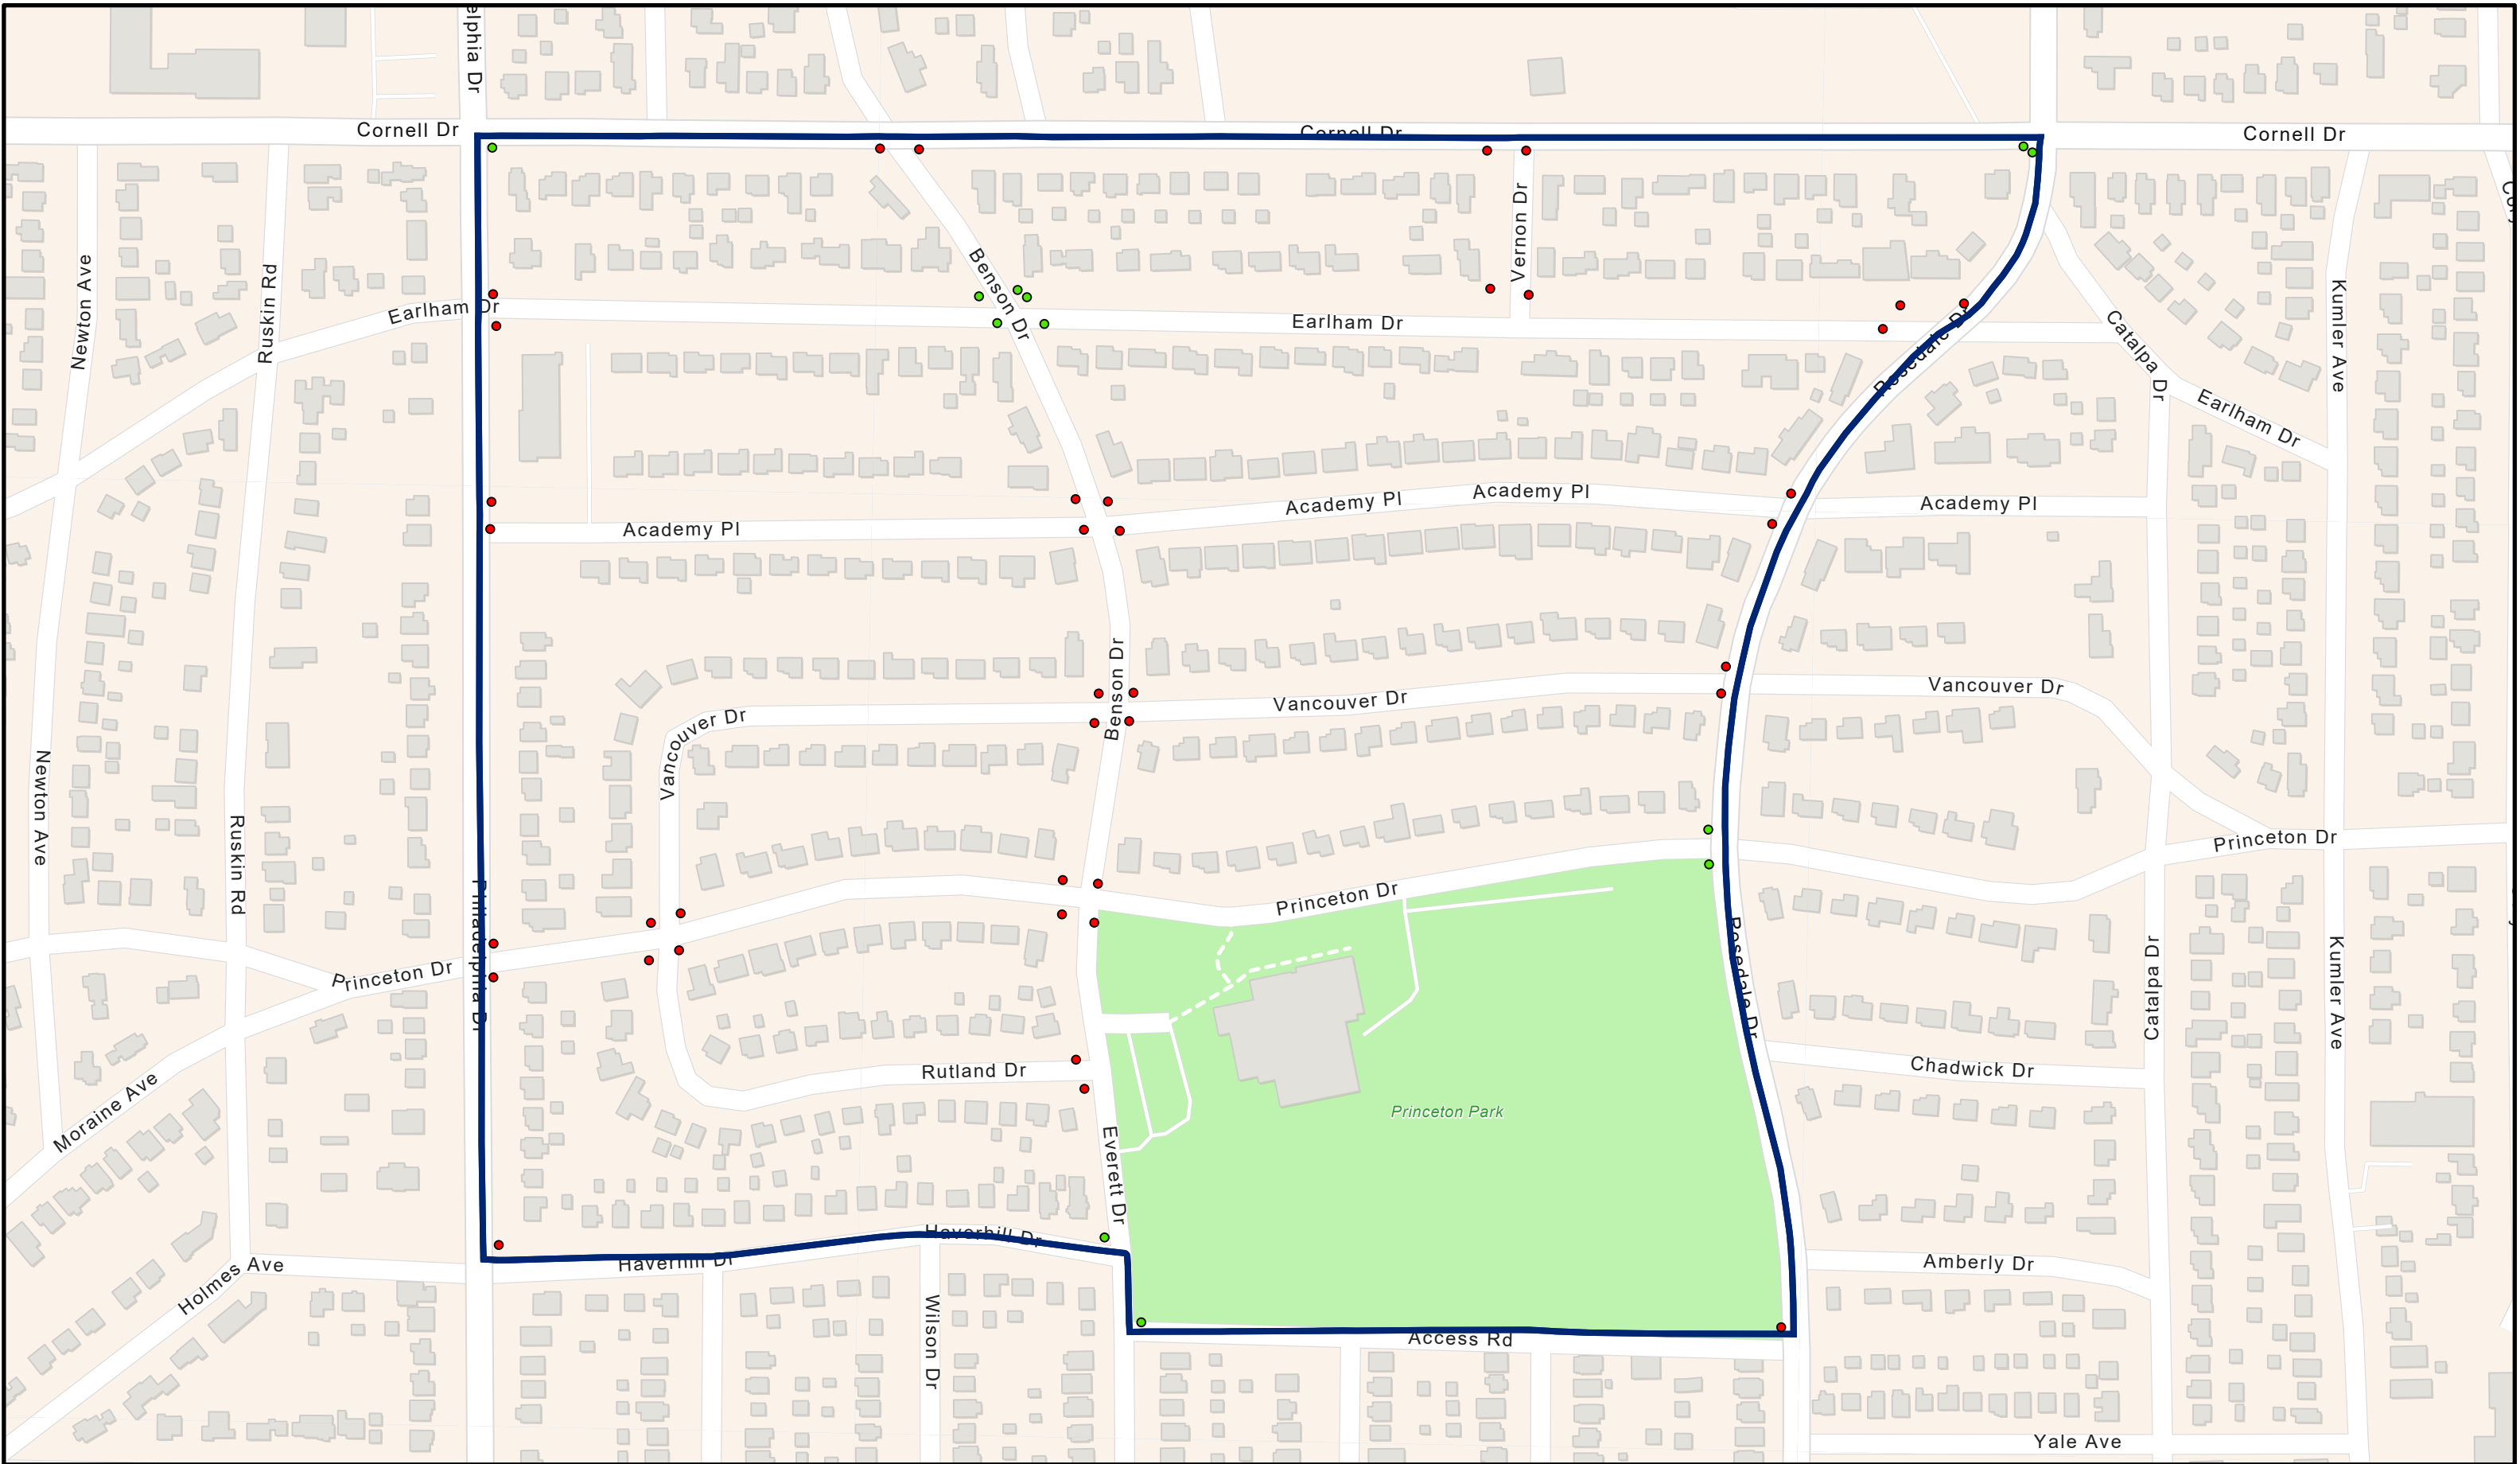 elphia Dr
Cornell Dr
Cornell Dr
Cornell Dr
Newton Ave
Ruskin Rd
Earlham Dr
Benson Dr
Vernon Dr
Earlham Dr
Rosedale Dr
Catalpa Dr
Kumler Ave
Earlham Dr
Academy Pl
Academy Pl
Academy Pl
Academy Pl
Vancouver Dr
Benson Dr
Vancouver Dr
Vancouver Dr
Newton Ave
Ruskin Rd
Philadelphia Dr
Princeton Dr
Princeton Dr
Princeton Dr
Rosedale Dr
Catalpa Dr
Kumler Ave
Moraine Ave
Rutland Dr
Princeton Park
Chadwick Dr
Everett Dr
Haverhill Dr
Haverhill Dr
Holmes Ave
Wilson Dr
Access Rd
Amberly Dr
Yale Ave